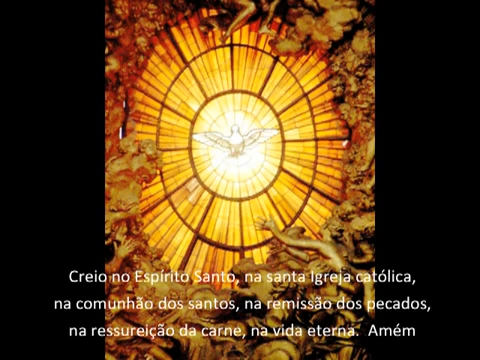 Creio no Espírito Santo, na santa Igreja católica,
na comunhão dos santos, na remissão dos pecados,
na ressureição da carne, na vida eterna.  Amém